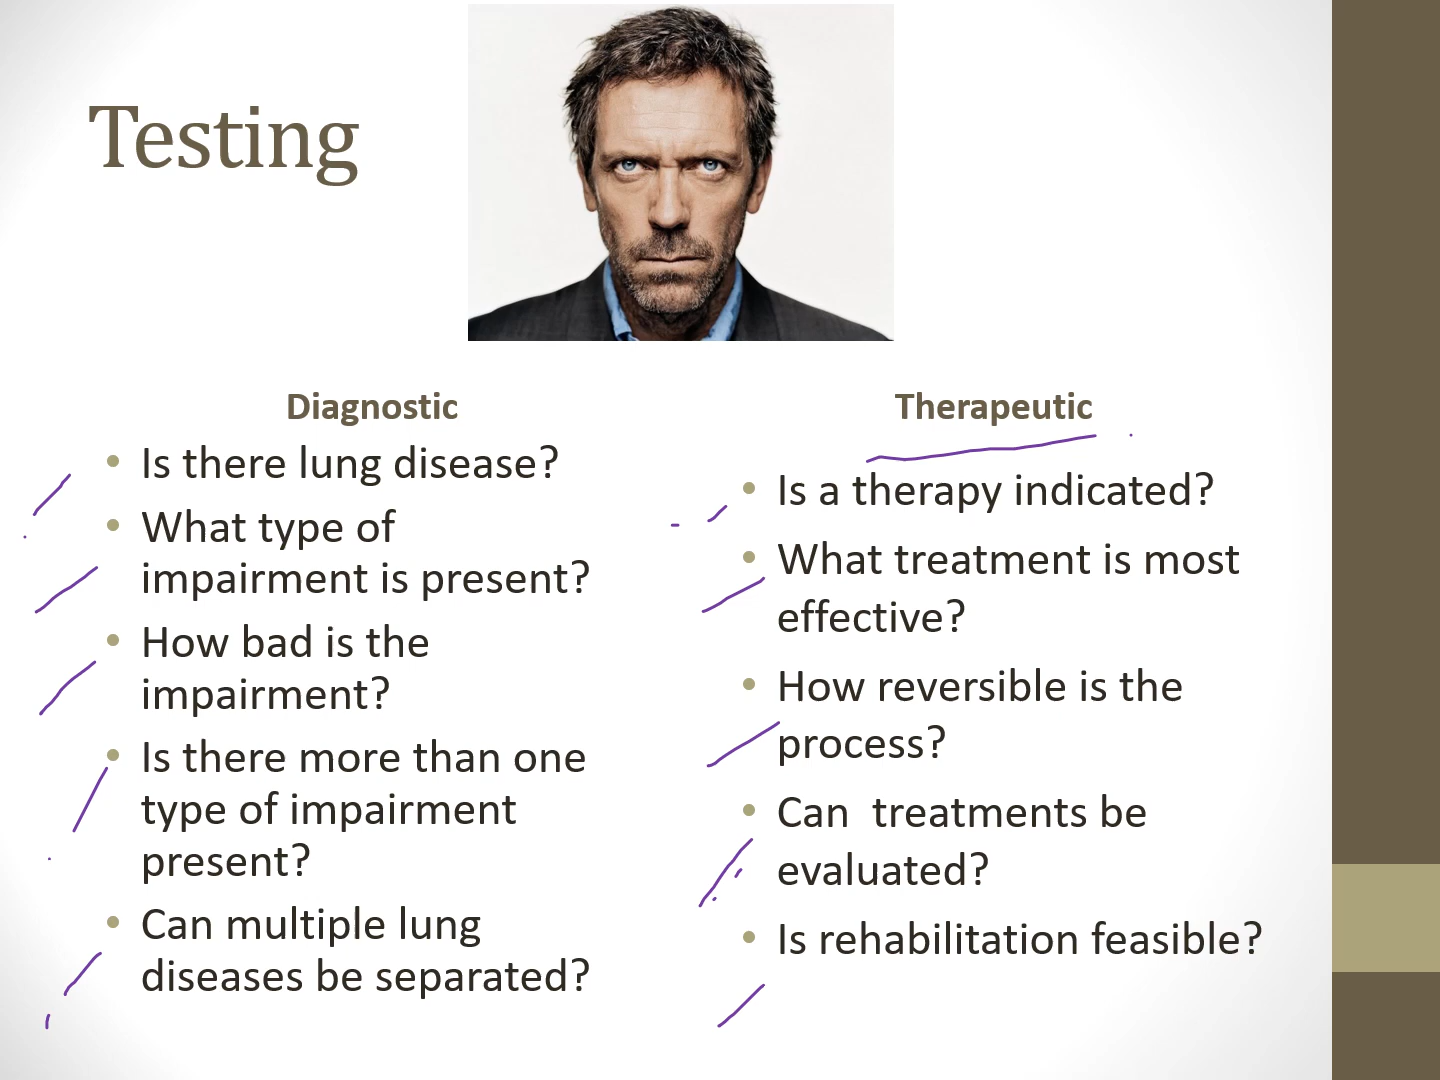 Testing
Diagnostic
• Is there lung disease?
• What type of
impairment is present?
• How bad is the
impairment?
• Is there more than one
type of impairment
present?
• Can multiple lung
diseases be separated?
Therapeutic
• Is a therapy indicated?
• What treatment is most
effective?
• How reversible is the
process?
• Can  treatments be
evaluated?
• Is rehabilitation feasible?